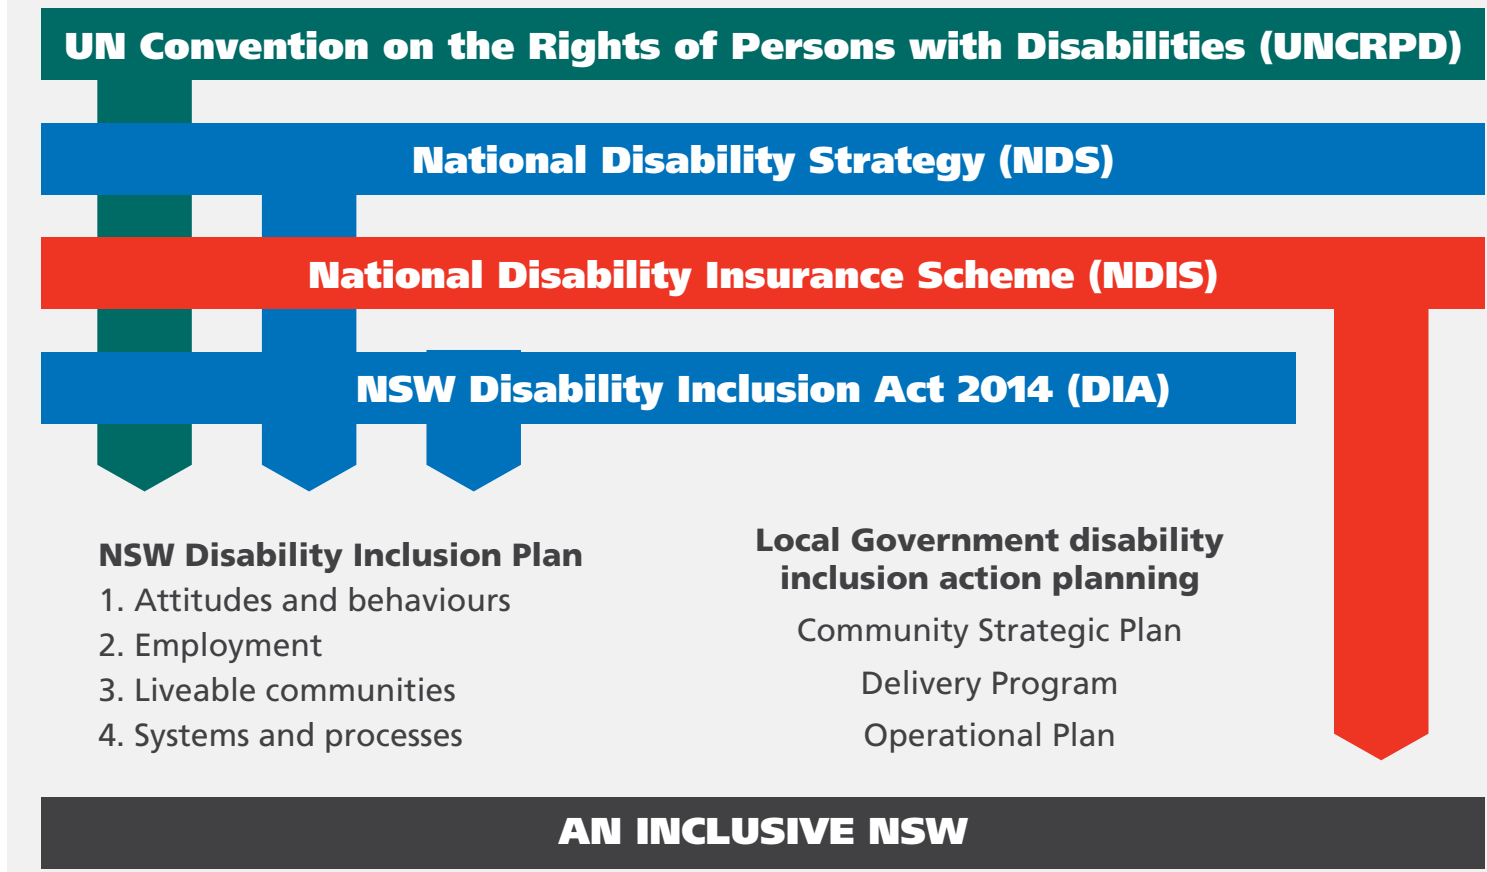 UN Convention on the Rights of Persons with Disabilities (UNCRPD)
National Disability Strategy (NDS)
National Disability Insurance Scheme (NDIS)
NSW Disability Inclusion Act 2014 (DIA)
NSW Disability Inclusion Plan
1. Attitudes and behaviours
2. Employment
3. Liveable communities
4. Systems and processes
Local Government disability
inclusion action planning
Community Strategic Plan
Delivery Program
Operational Plan
AN INCLUSIVE NSW